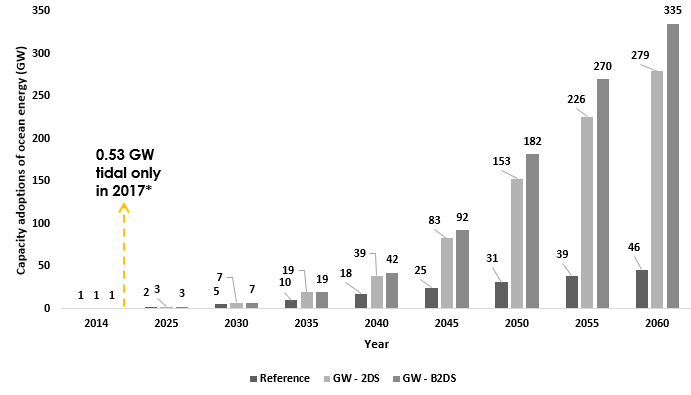 Capacity adoptions of ocean energy (GW)
350
300
250
200
150
100
50
0
0.53 GW
tidal only
in 2017*
1 1 1
2 3 3
5 7 7
10 19 19
18 39 42
25 83 92
31 153 182
39 226 270
46 279 335
2014 2025 2030 2035 2040 2045 2050 2055 2060
Year
Reference GW - 2DS GW - B2DS